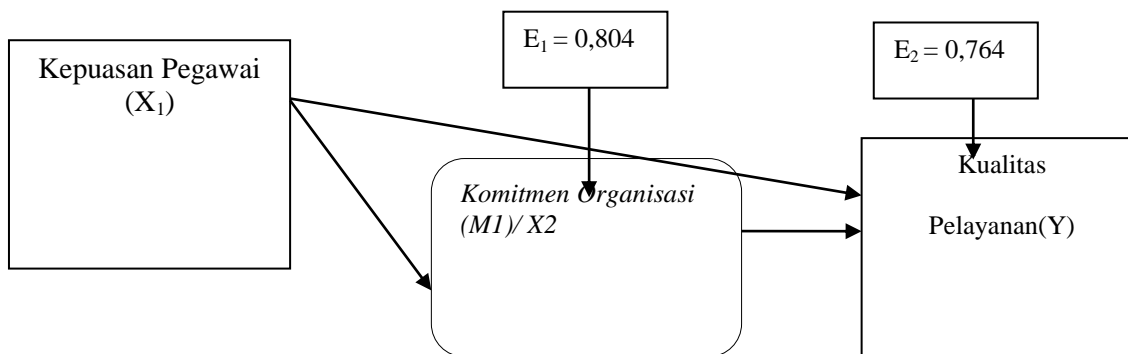 Kepuasan Pegawai
(X₁)
E₁ = 0,804
E₂ = 0,764
Komitmen Organisasi
(M1)/ X2
Kualitas
Pelayanan(Y)